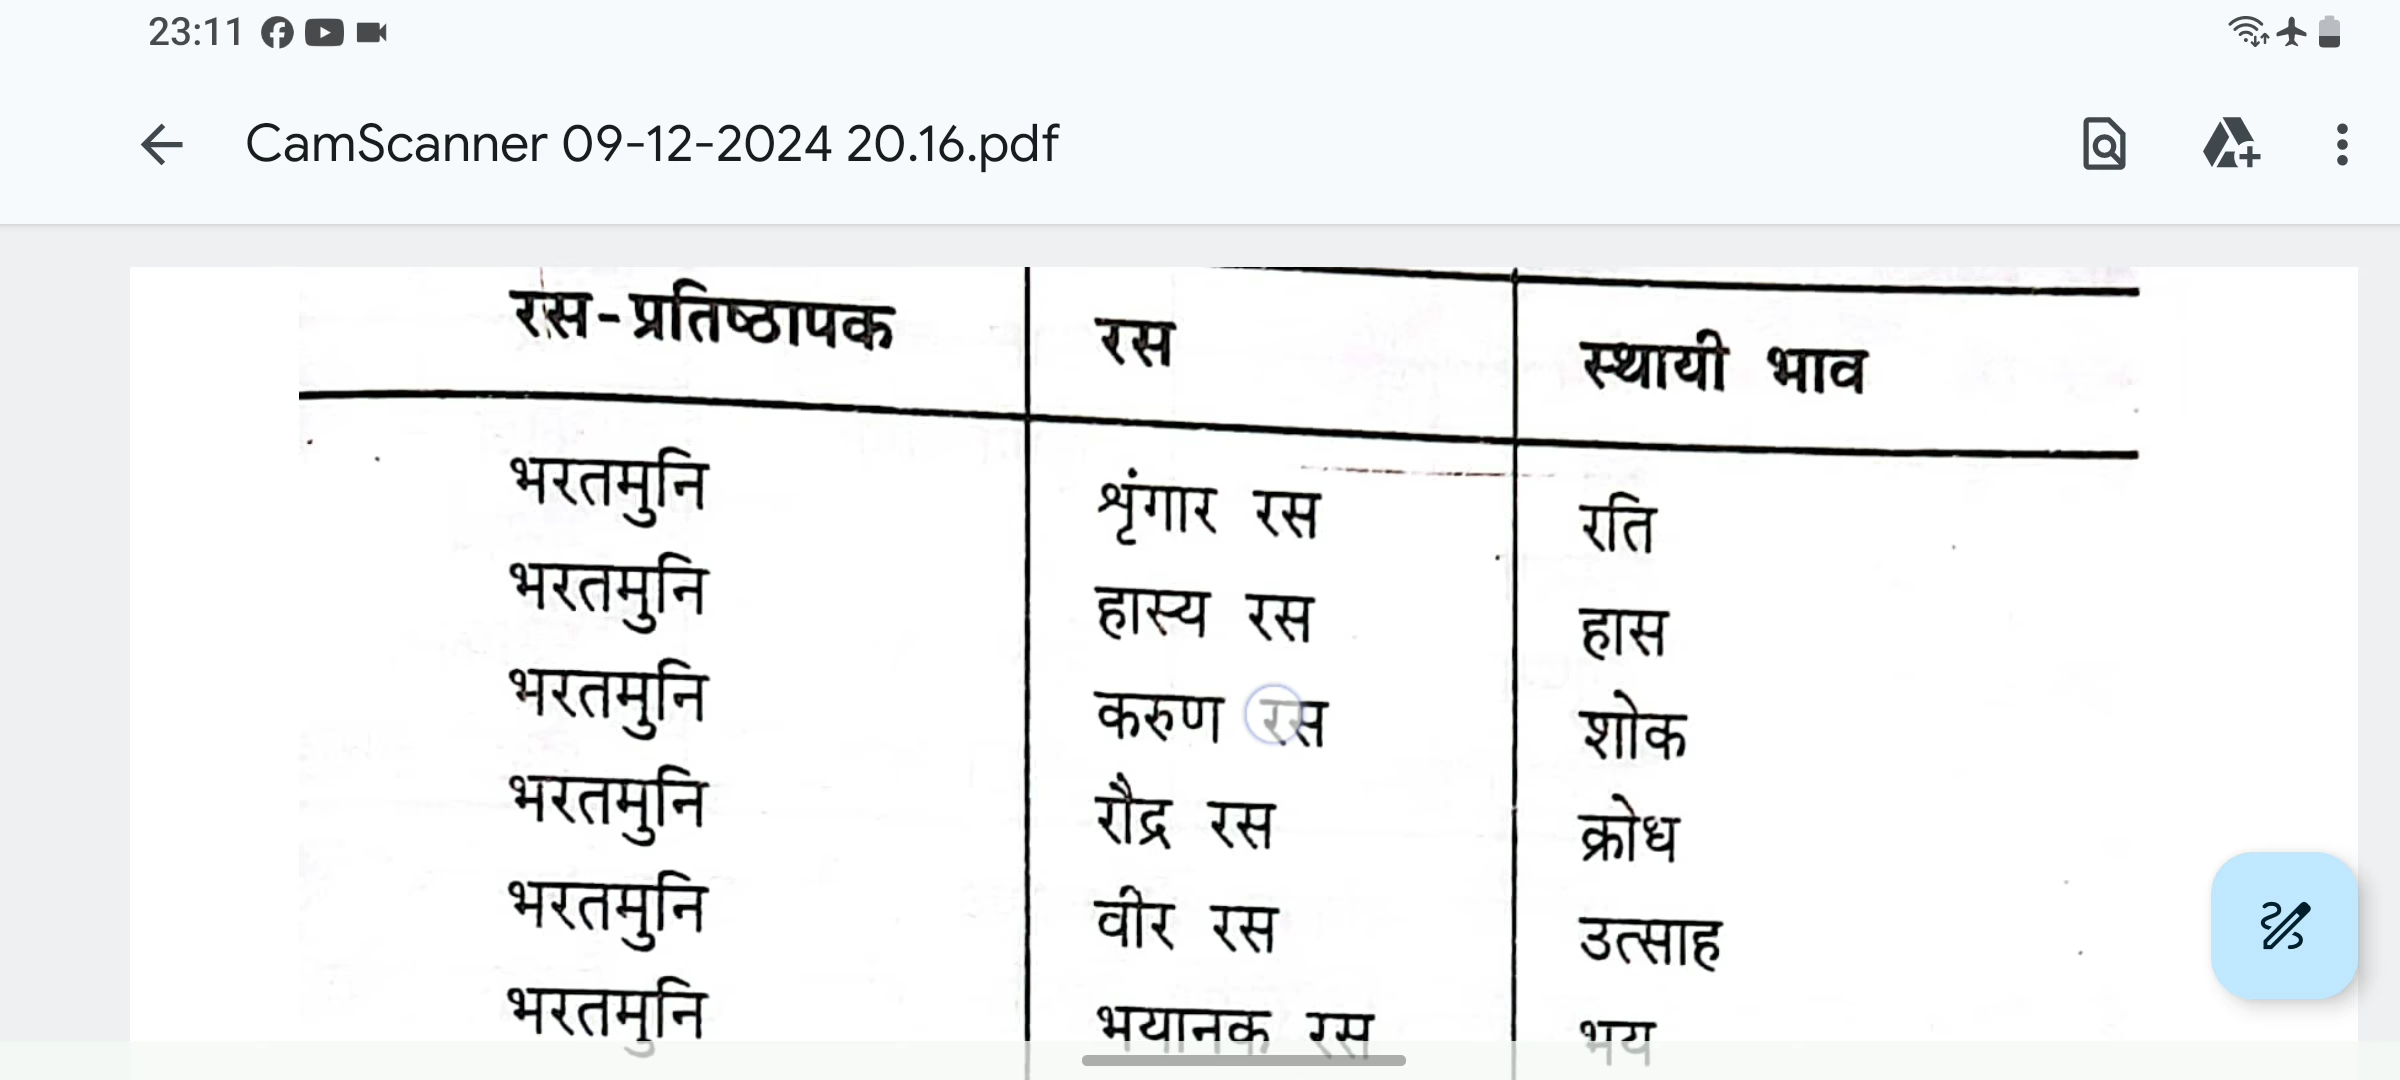 23:11
CamScanner 09-12-2024 20.16.pdf
रस-प्रतिष्ठापक रस स्थायी भाव
भरतमुनि शृंगार रस रति
भरतमुनि हास्य रस हास
भरतमुनि करुण रस शोक
भरतमुनि रौद्र रस क्रोध
भरतमुनि वीर रस उत्साह
भरतमुनि भयानक रस भय